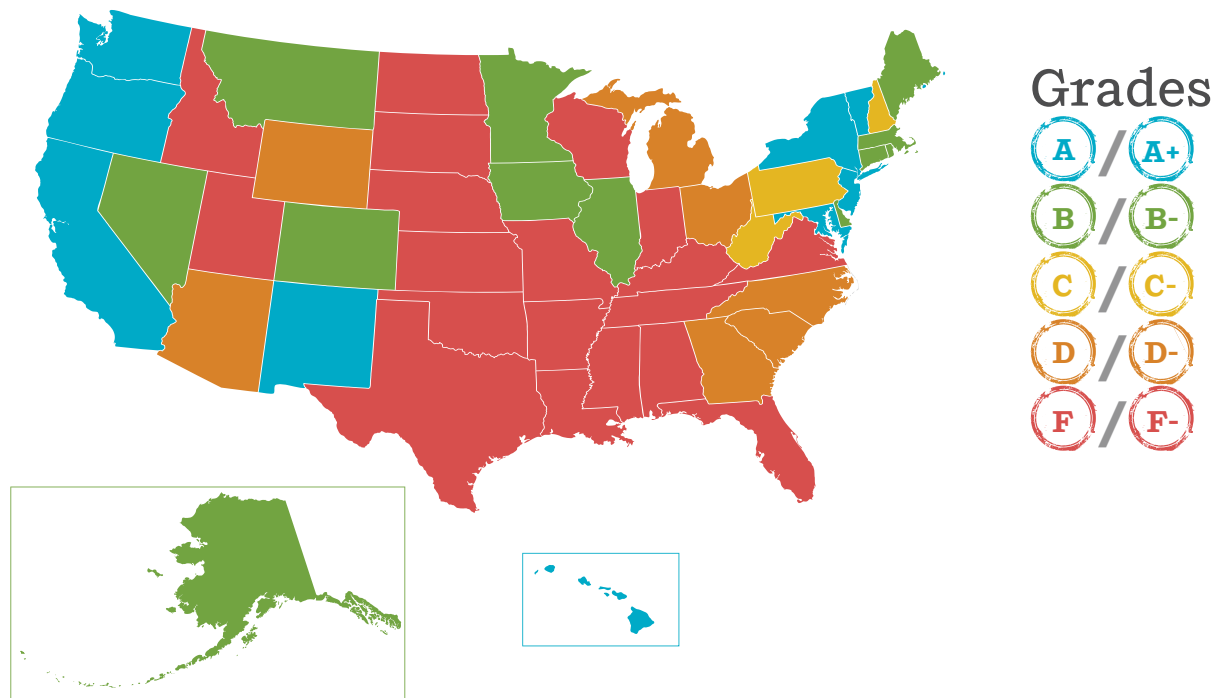 Grades
A / A+
B / B-
C / C-
D / D-
F / F-